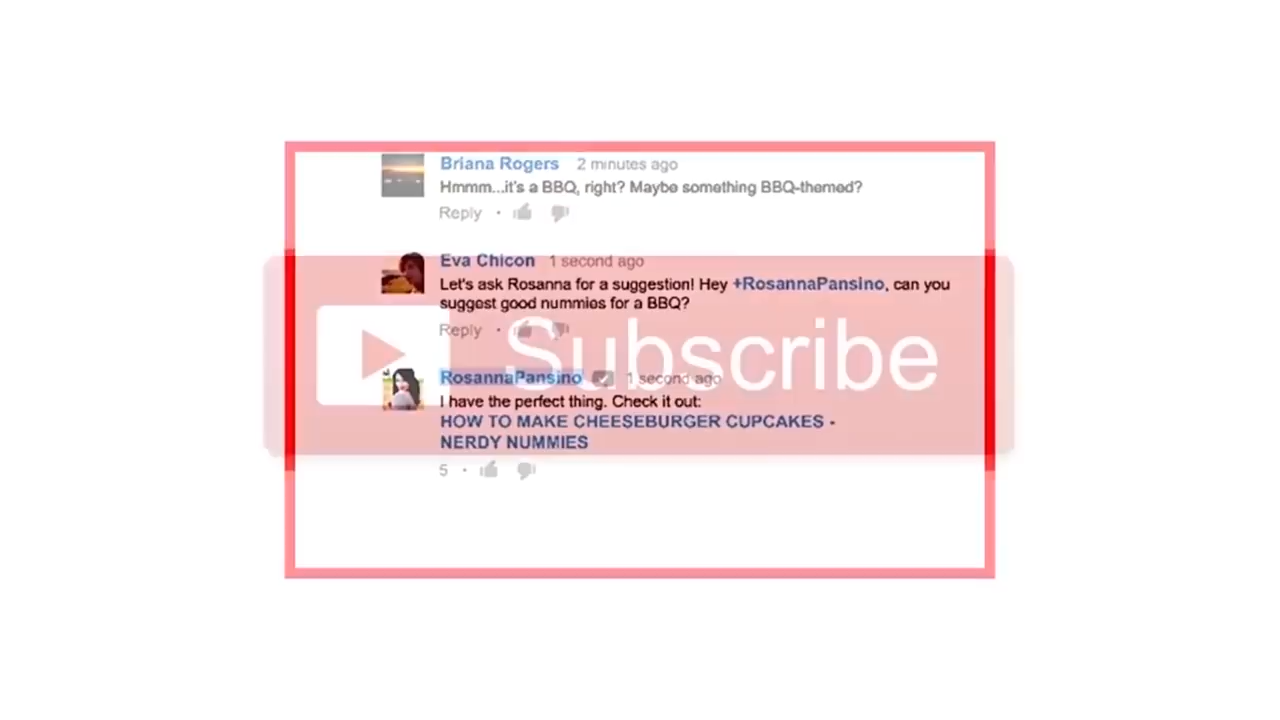 Briana Rogers 2 minutes ago
Hmmm...it's a BBQ, right? Maybe something BBQ-themed?
Reply •
Eva Chicon 1 second ago
Let's ask Rosanna for a suggestion! Hey +RosannaPansino, can you
suggest good nummies for a BBQ?
Reply •
Subscribe
RosannaPansino 1 second ago
I have the perfect thing. Check it out:
HOW TO MAKE CHEESEBURGER CUPCAKES -
NERDY NUMMIES
5 •